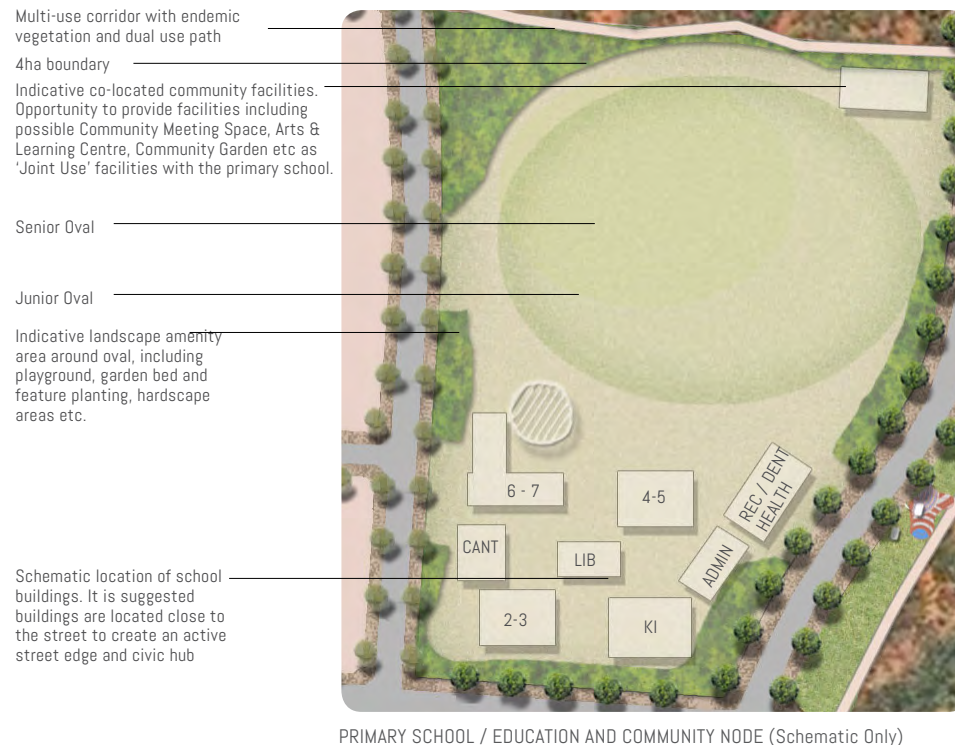 Multi-use corridor with endemic
vegetation and dual use path
4ha boundary
Indicative co-located community facilities.
Opportunity to provide facilities including
possible Community Meeting Space, Arts &
Learning Centre, Community Garden etc as
‘Joint Use’ facilities with the primary school.
Senior Oval
Junior Oval
Indicative landscape amenity
area around oval, including
playground, garden bed and
feature planting, hardscape
areas etc.
Schematic location of school
buildings. It is suggested
buildings are located close to
the street to create an active
street edge and civic hub
6 - 7
4-5
REC / DENT
HEALTH
CANT
LIB
ADMIN
2-3
KI
PRIMARY SCHOOL / EDUCATION AND COMMUNITY NODE (Schematic Only)